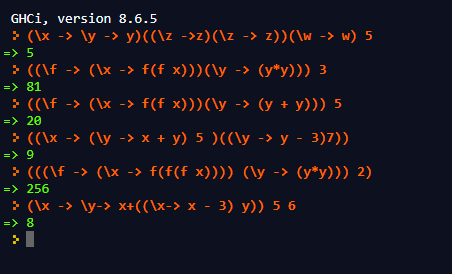 GHCi, version 8.6.5
> (\x -> \y -> y)((\z ->z)(\z -> z))(\w -> w) 5
=> 5
> ((\f -> (\x -> f(f x)))(\y -> (y*y))) 3
=> 81
> ((\f -> (\x -> f(f x)))(\y -> (y + y))) 5
=> 20
> ((\x -> (\y -> x + y) 5 )((\y -> y - 3)7))
=> 9
> (((\f -> (\x -> f(f(f x)))) (\y -> (y*y))) 2)
=> 256
> (\x -> \y-> x+((\x-> x - 3) y)) 5 6
=> 8
>